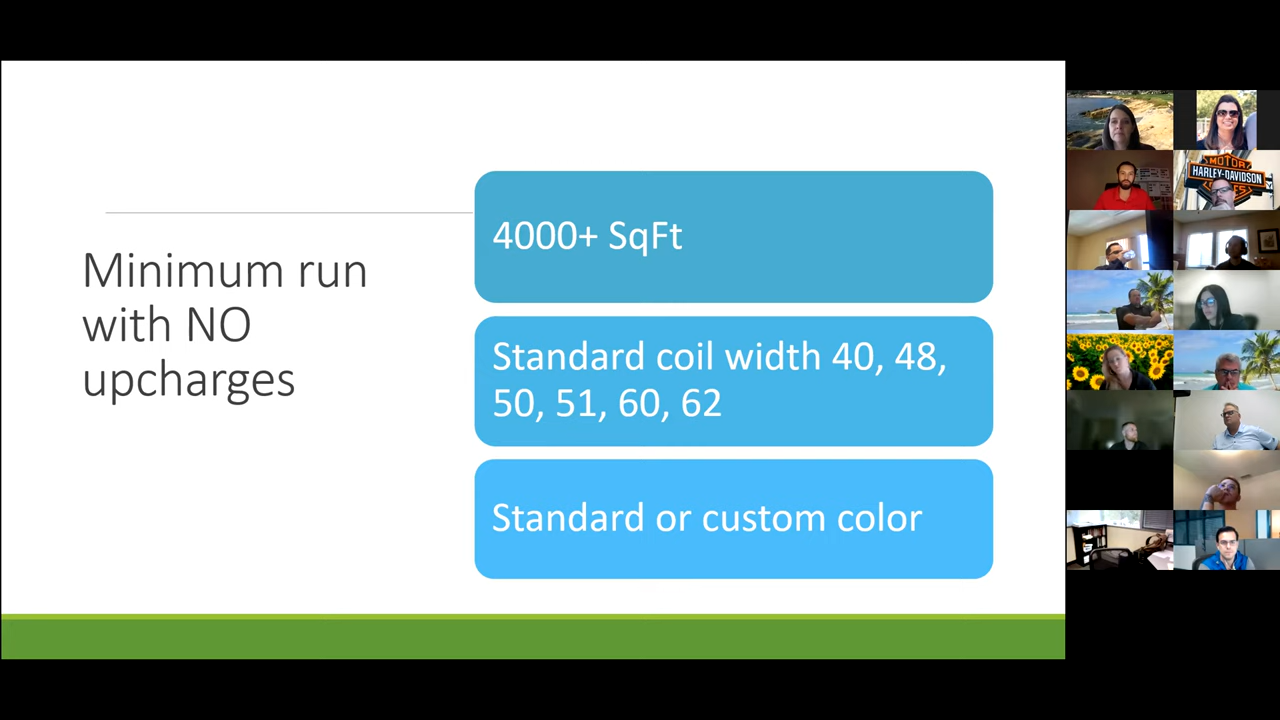 Minimum run
with NO
upcharges
4000+ SqFt
Standard coil width 40, 48,
50, 51, 60, 62
Standard or custom color
MOTOR
HARLEY-DAVIDSON